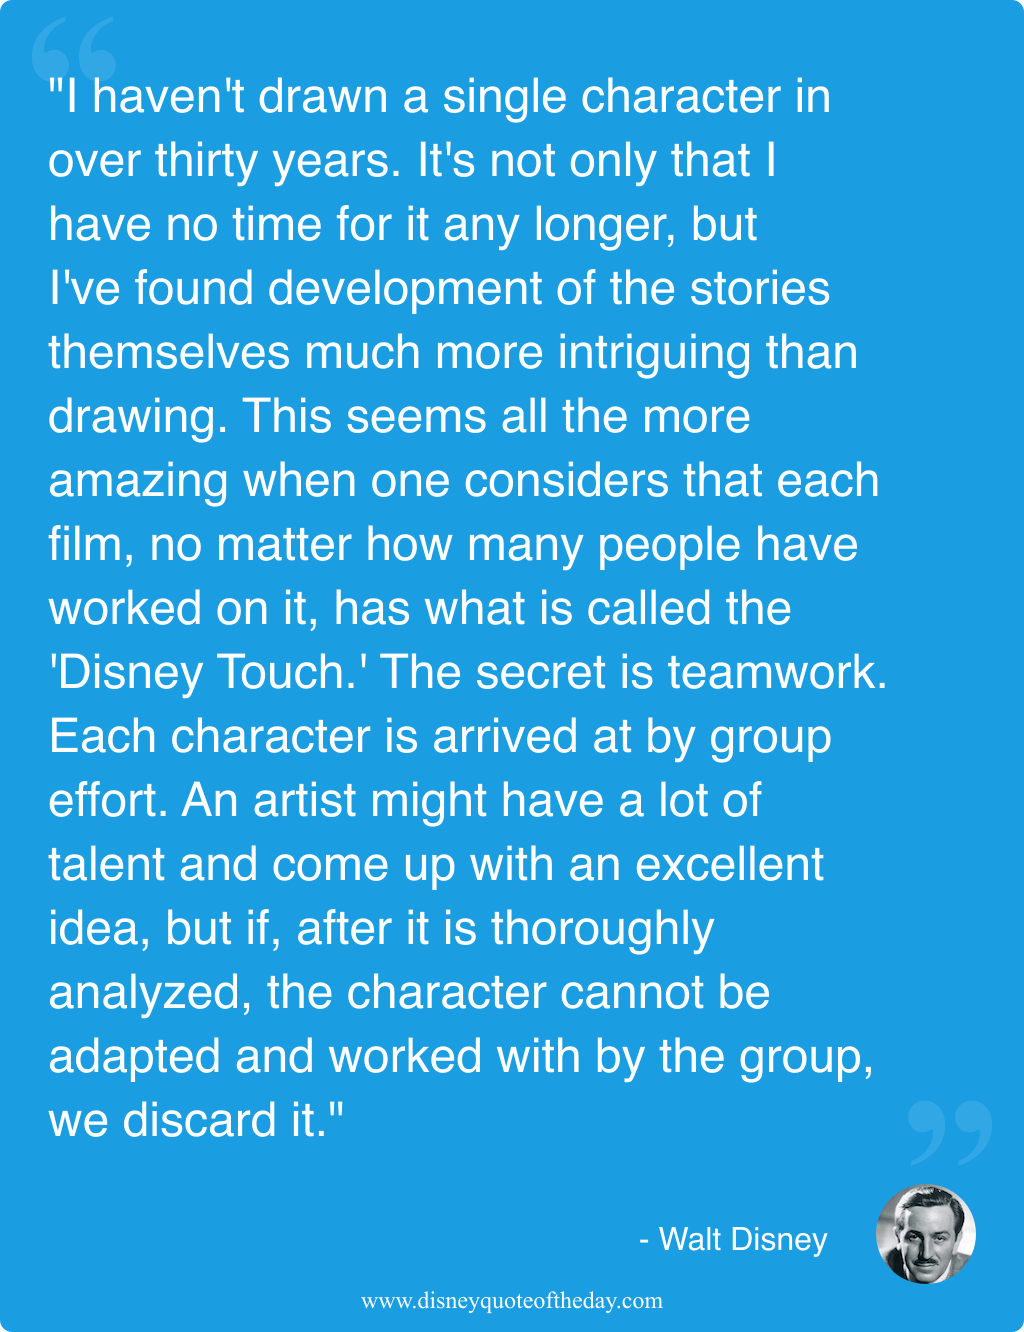 "I haven't drawn a single character in
over thirty years. It's not only that I
have no time for it any longer, but
I've found development of the stories
themselves much more intriguing than
drawing. This seems all the more
amazing when one considers that each
film, no matter how many people have
worked on it, has what is called the
'Disney Touch.' The secret is teamwork.
Each character is arrived at by group
effort. An artist might have a lot of
talent and come up with an excellent
idea, but if, after it is thoroughly
analyzed, the character cannot be
adapted and worked with by the group,
we discard it."
- Walt Disney
www.disneyquoteoftheday.com